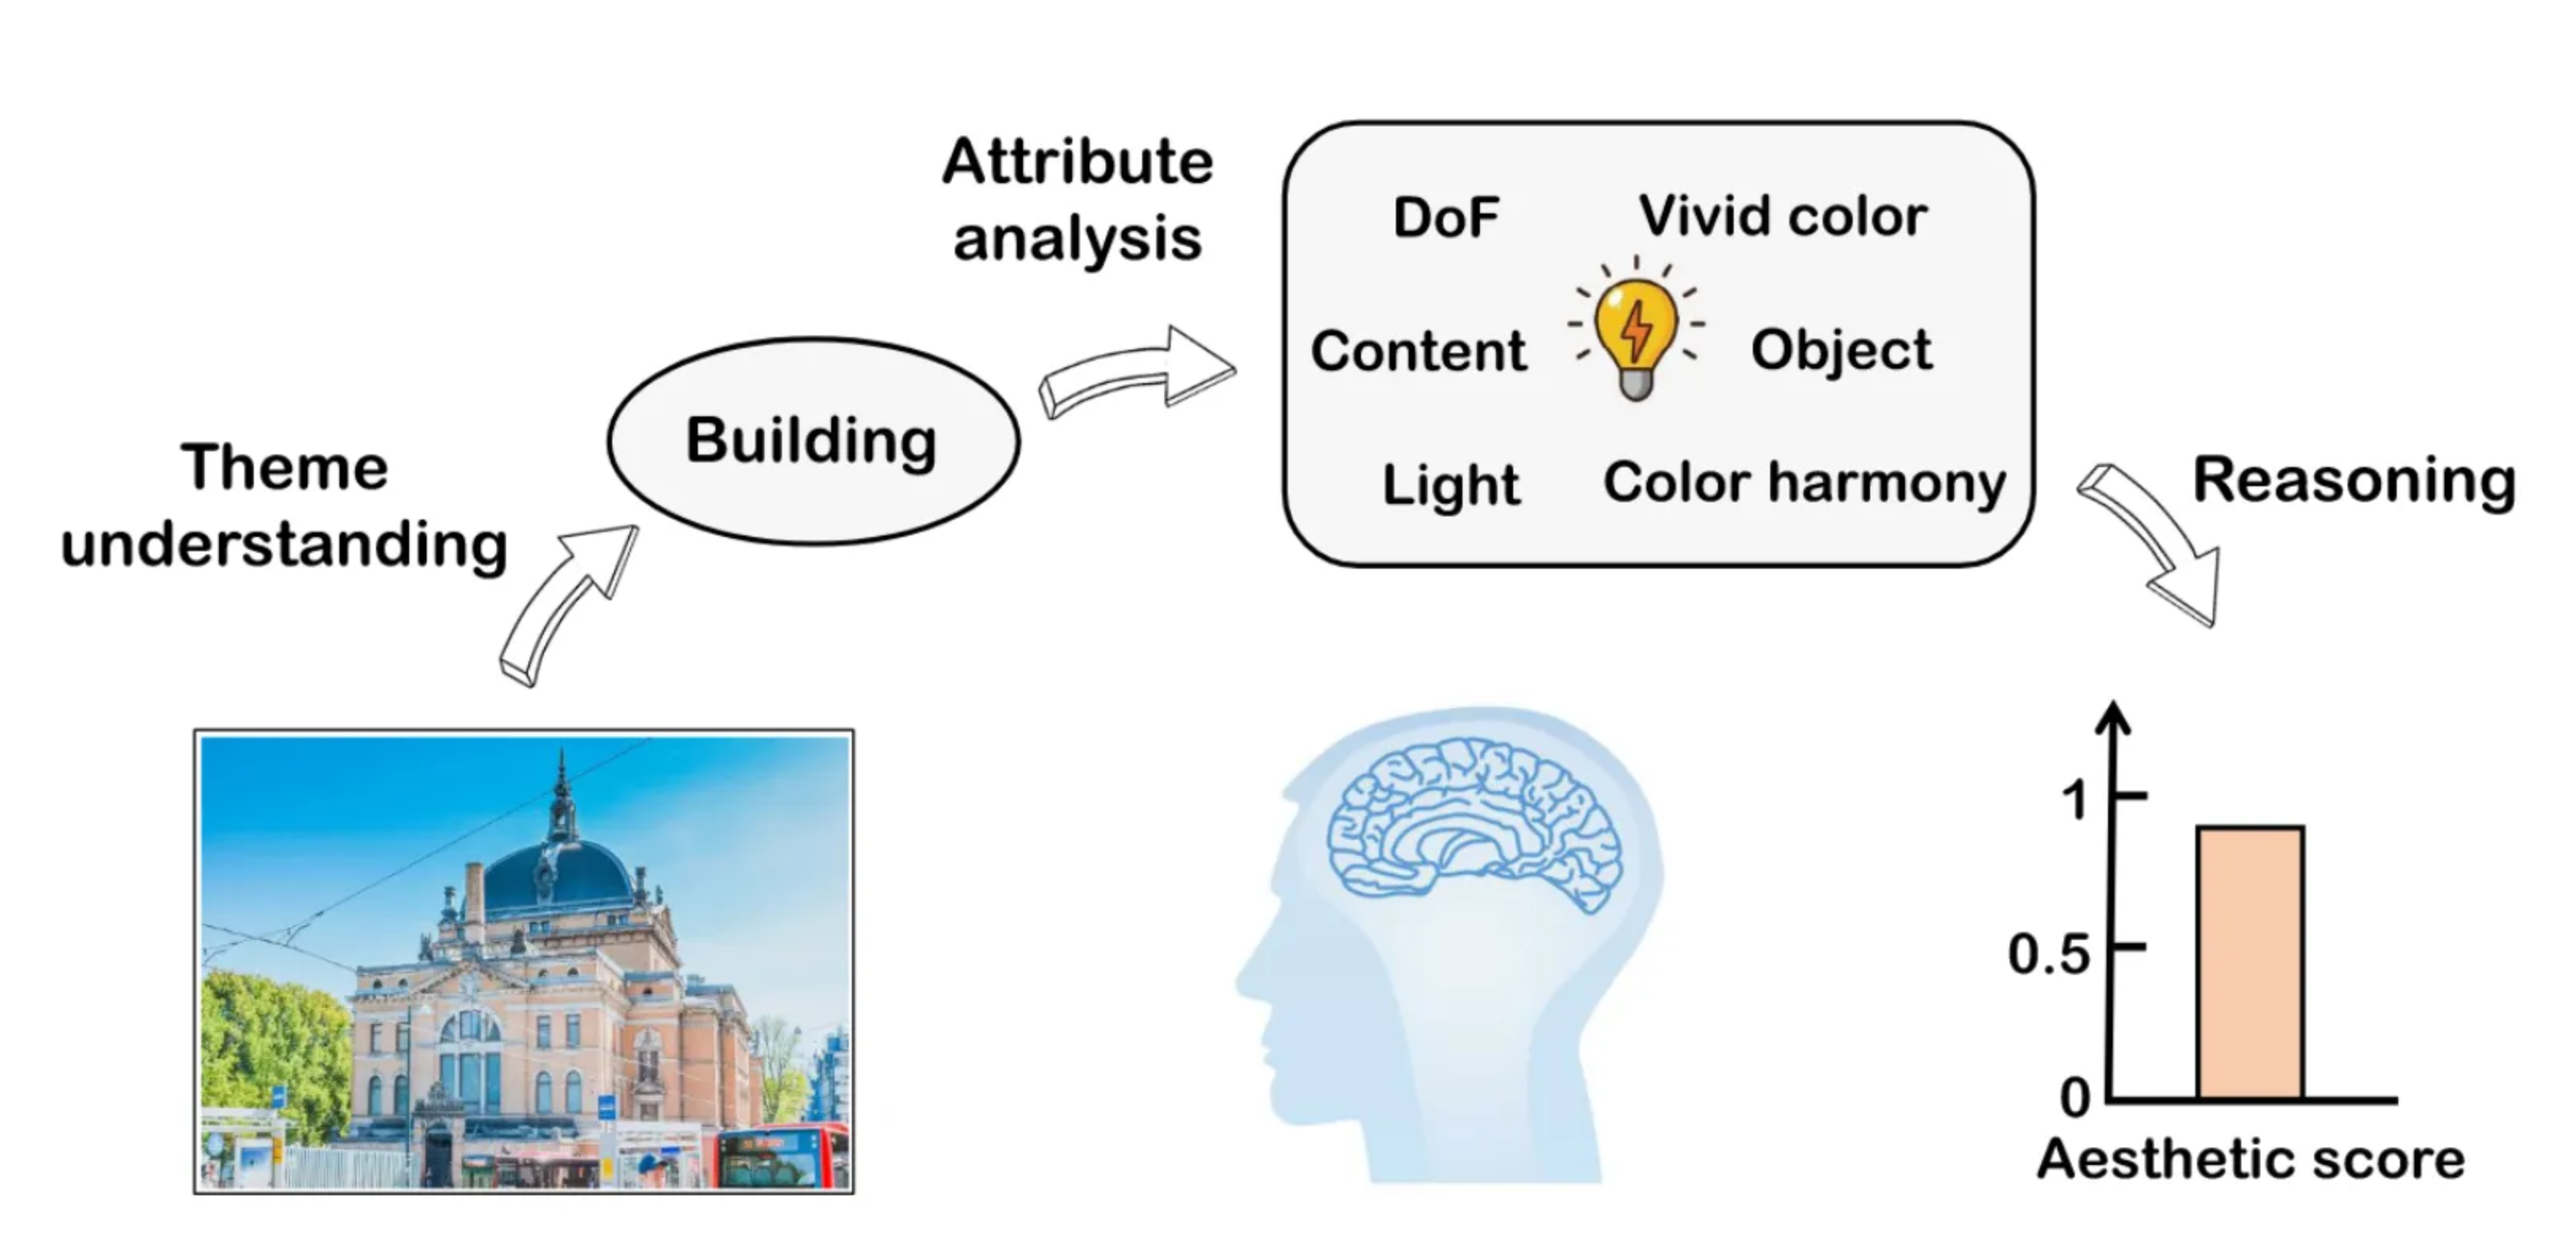 Attribute
analysis
DoF
Vivid color
Content
Object
Light
Color harmony
Building
Theme
understanding
Reasoning
1
0.5
0
Aesthetic score